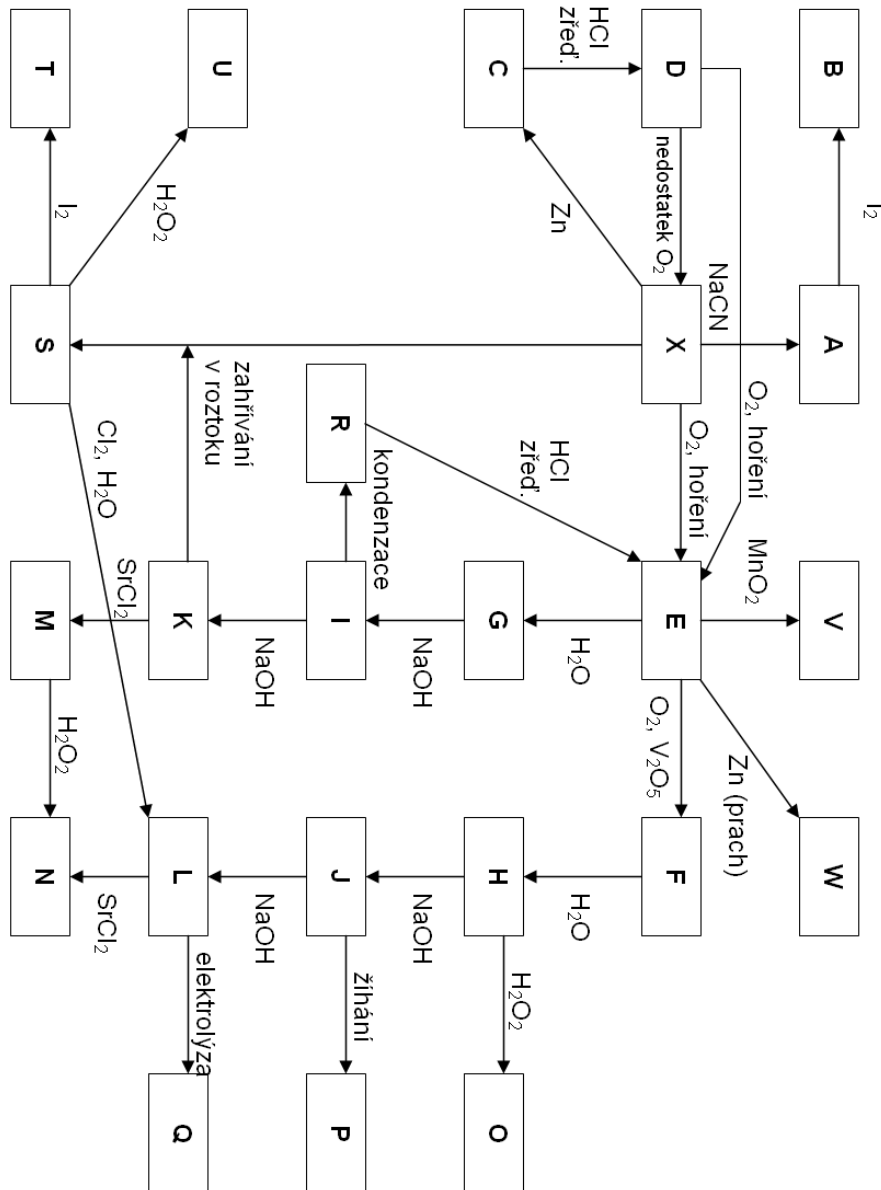 I₂
B
A
V
W
O₂, hoření
MnO₂
Zn (prach)
NaCN
D
X
E
F
nedostatek O₂
O₂, hoření
O₂, V₂O₅
HCl
zřeď.
Zn
HCl
zřeď.
H₂O
H₂O
H₂O₂
C
G
H
O
NaOH
NaOH
kondenzace
žíhání
R
I
J
P
zahřívání
v roztoku
NaOH
NaOH
elektrolýza
U
K
L
Q
H₂O₂
Cl₂, H₂O
SrCl₂
SrCl₂
I₂
H₂O₂
T
S
M
N